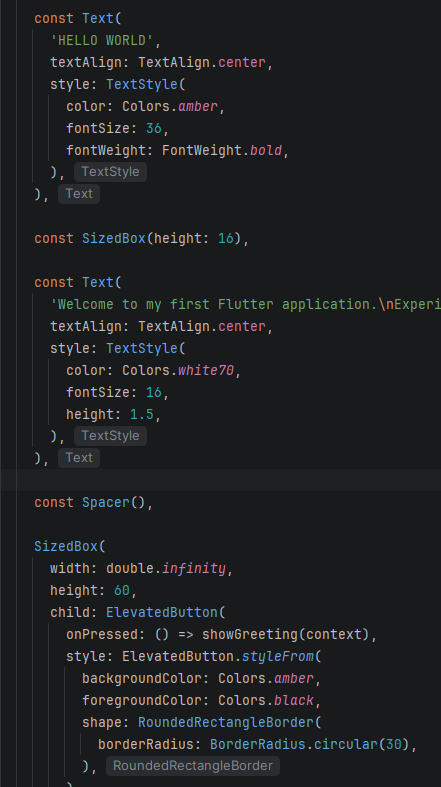 const Text(
'HELLO WORLD',
textAlign: TextAlign.center,
style: TextStyle(
color: Colors.amber,
fontSize: 36,
fontWeight: FontWeight.bold,
), TextStyle
), Text
const SizedBox(height: 16),
const Text(
'Welcome to my first Flutter application.\nExperi
textAlign: TextAlign.center,
style: TextStyle(
color: Colors.white70,
fontSize: 16,
height: 1.5,
), TextStyle
), Text
const Spacer(),
SizedBox(
width: double.infinity,
height: 60,
child: ElevatedButton(
onPressed: () => showGreeting(context),
style: ElevatedButton.styleFrom(
backgroundColor: Colors.amber,
foregroundColor: Colors.black,
shape: RoundedRectangleBorder(
borderRadius: BorderRadius.circular(30),
), RoundedRectangleBorder